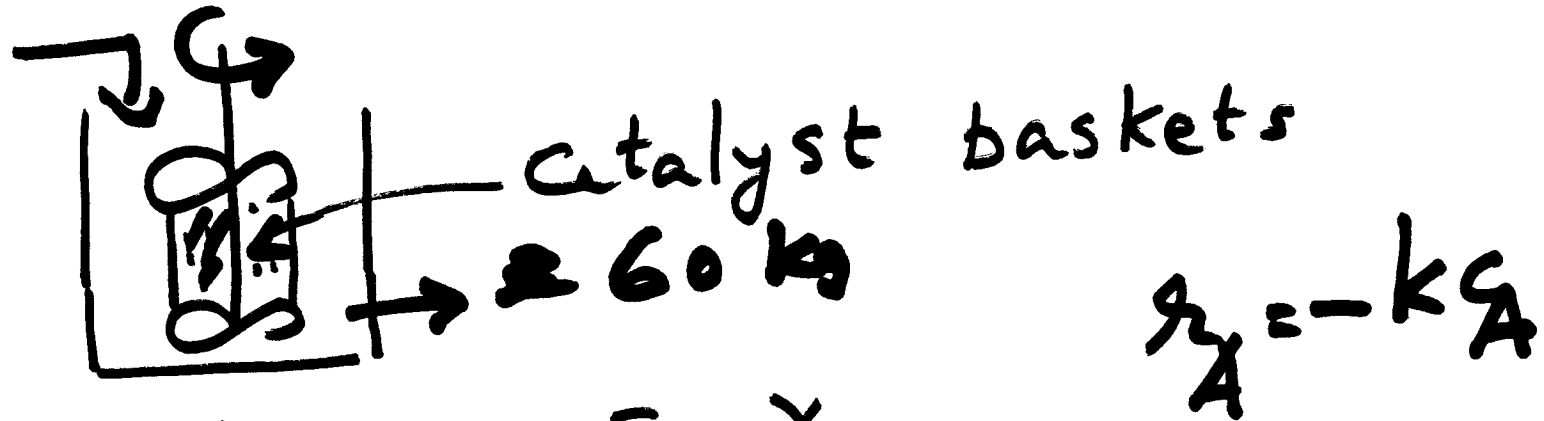 Catalyst baskets
60 kg
r_A = -kC_A